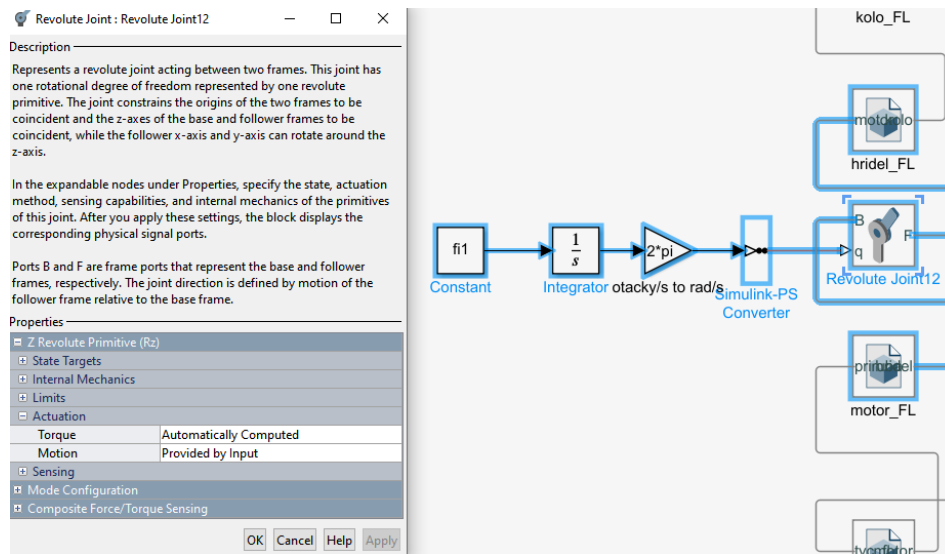 Revolute Joint : Revolute Joint12
Description
Represents a revolute joint acting between two frames. This joint has
one rotational degree of freedom represented by one revolute
primitive. The joint constrains the origins of the two frames to be
coincident and the z-axes of the base and follower frames to be
coincident, while the follower x-axis and y-axis can rotate around the
z-axis.
In the expandable nodes under Properties, specify the state, actuation
method, sensing capabilities, and internal mechanics of the primitives
of this joint. After you apply these settings, the block displays the
corresponding physical signal ports.
Ports B and F are frame ports that represent the base and follower
frames, respectively. The joint direction is defined by motion of the
follower frame relative to the base frame.
Properties
Z Revolute Primitive (Rz)
State Targets
Internal Mechanics
Limits
Actuation
Torque Automatically Computed
Motion Provided by Input
Sensing
Mode Configuration
Composite Force/Torque Sensing
OK Cancel Help Apply
kolo_FL
hridel_FL
fi1
Constant
1
s
Integrator
2*pi
otacky/s to rad/s
Simulink-PS
Converter
B
F
q
Revolute Joint12
motor_FL